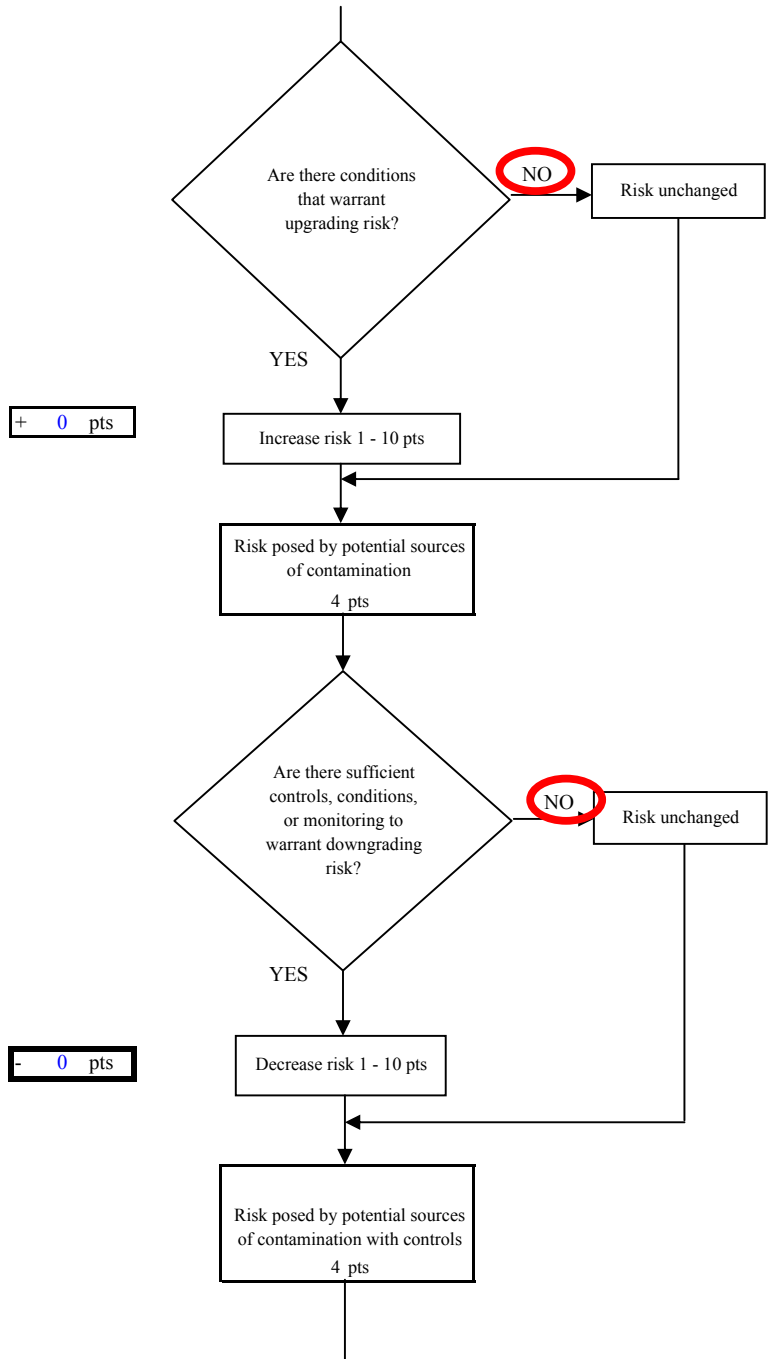 Are there conditions
that warrant
upgrading risk?
NO
Risk unchanged
YES
+ 0 pts
Increase risk 1 - 10 pts
Risk posed by potential sources
of contamination
4 pts
Are there sufficient
controls, conditions,
or monitoring to
warrant downgrading
risk?
NO
Risk unchanged
YES
- 0 pts
Decrease risk 1 - 10 pts
Risk posed by potential sources
of contamination with controls
4 pts